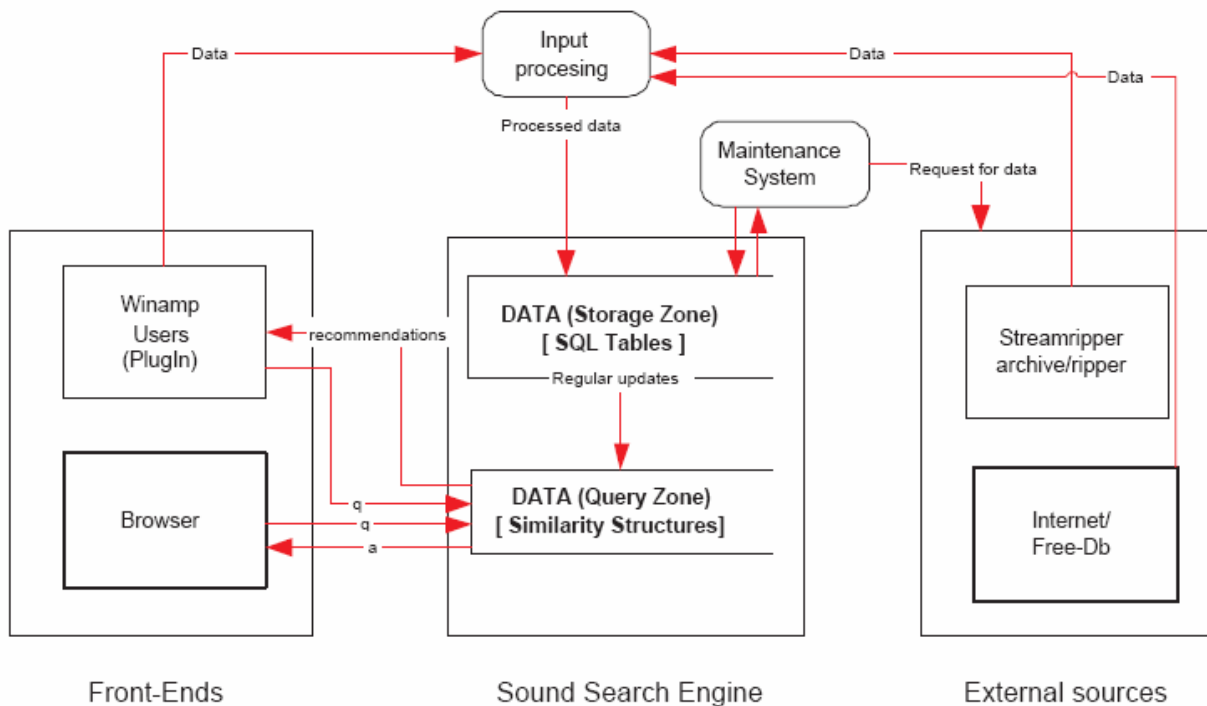 Input
procesing
Data
Data
Data
Processed data
Maintenance
System
Request for data
Winamp
Users
(PlugIn)
recommendations
DATA (Storage Zone)
[ SQL Tables ]
Regular updates
Streamripper
archive/ripper
Browser
q
q
a
DATA (Query Zone)
[ Similarity Structures]
Internet/
Free-Db
Front-Ends
Sound Search Engine
External sources